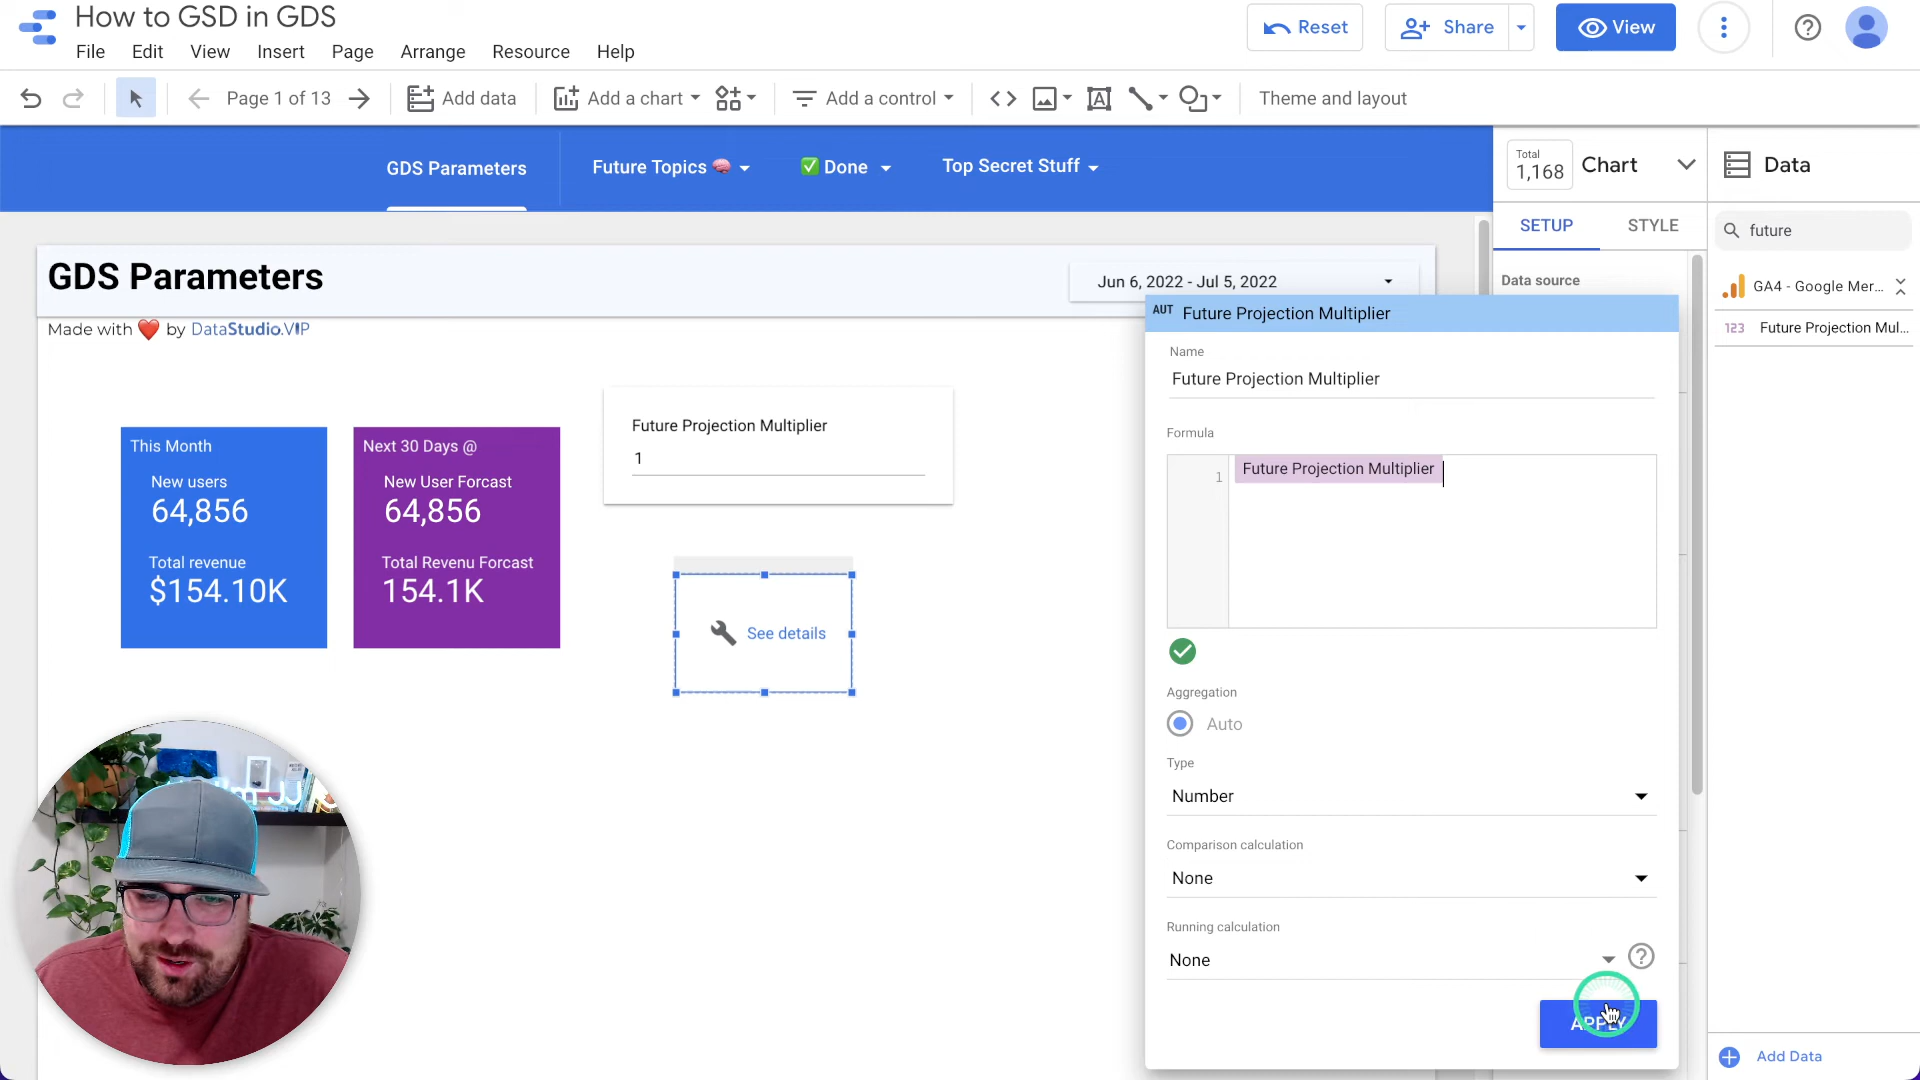 How to GSD in GDS
Reset
Share
View
File Edit View Insert Page Arrange Resource Help
Page 1 of 13
Add data
Add a chart
Add a control
Theme and layout
GDS Parameters
Future Topics 🧠
✅ Done
Top Secret Stuff
Total
1,168
Chart
Data
SETUP
STYLE
future
GDS Parameters
Jun 6, 2022 - Jul 5, 2022
Data source
GA4 - Google Mer...
123 Future Projection Mul...
Made with ❤️ by DataStudio.VIP
AUT Future Projection Multiplier
Name
Future Projection Multiplier
Formula
1 Future Projection Multiplier
Aggregation
Auto
Type
Number
Comparison calculation
None
Running calculation
None
APPLY
Future Projection Multiplier
1
This Month
New users
64,856
Total revenue
$154.10K
Next 30 Days @
New User Forcast
64,856
Total Revenu Forcast
154.1K
See details
Add Data